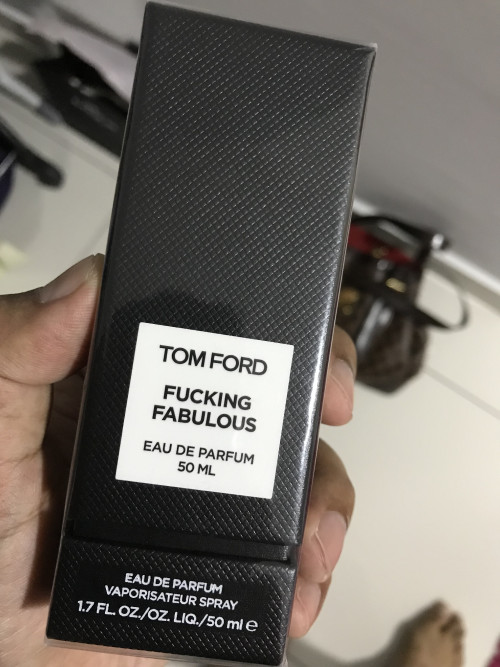 TOM FORD
FUCKING
FABULOUS
EAU DE PARFUM
50 ML
EAU DE PARFUM
VAPORISATEUR SPRAY
1.7 FL. OZ./OZ. LIQ./50 ml ℮